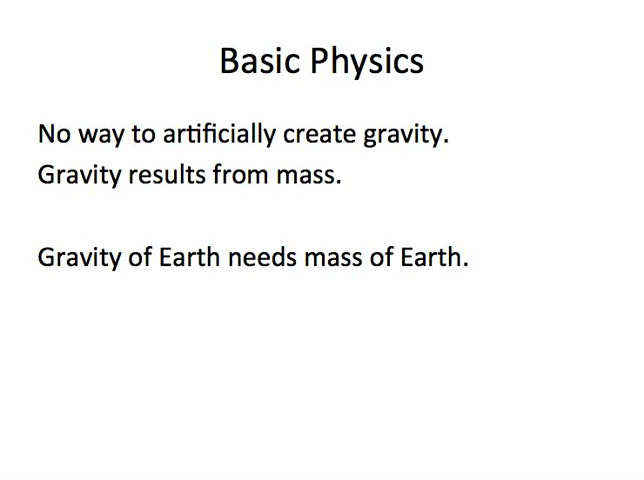 Basic Physics
No way to artificially create gravity.
Gravity results from mass.
Gravity of Earth needs mass of Earth.